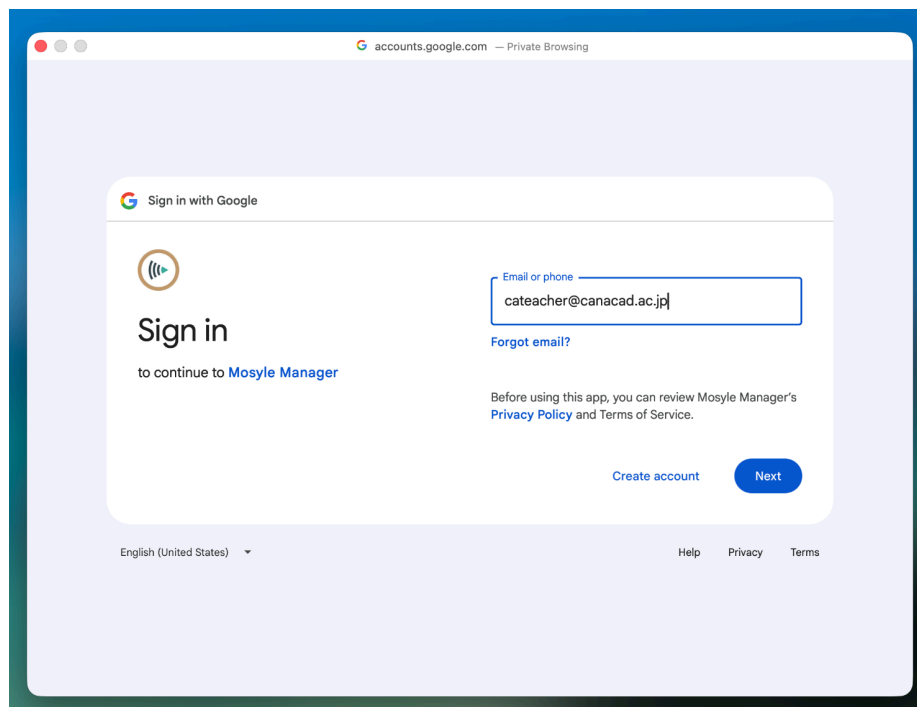 accounts.google.com — Private Browsing
Sign in with Google
Sign in
to continue to Mosyle Manager
Email or phone
cateacher@canacad.ac.jp
Forgot email?
Before using this app, you can review Mosyle Manager's
Privacy Policy and Terms of Service.
Create account
Next
English (United States)
Help
Privacy
Terms